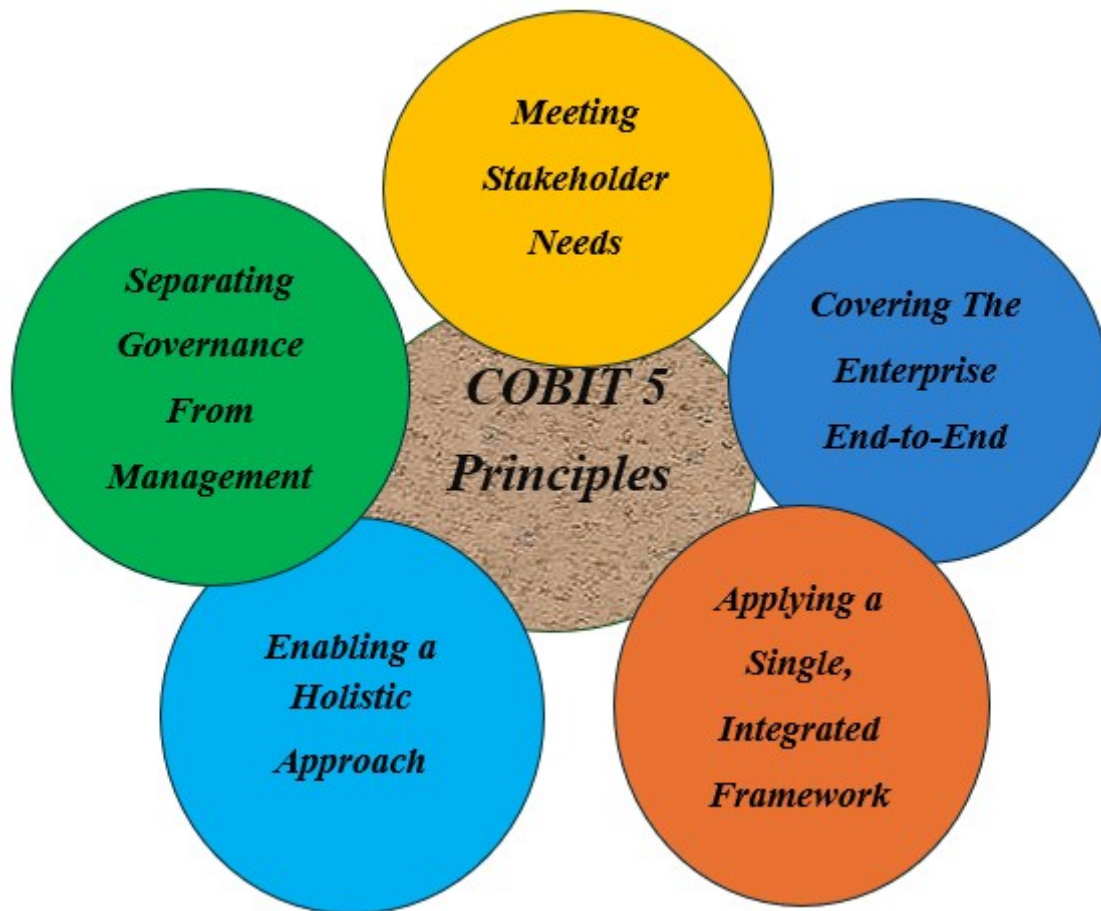 Meeting
Stakeholder
Needs
Covering The
Enterprise
End-to-End
Applying a
Single,
Integrated
Framework
Enabling a
Holistic
Approach
Separating
Governance
From
Management
COBIT 5
Principles